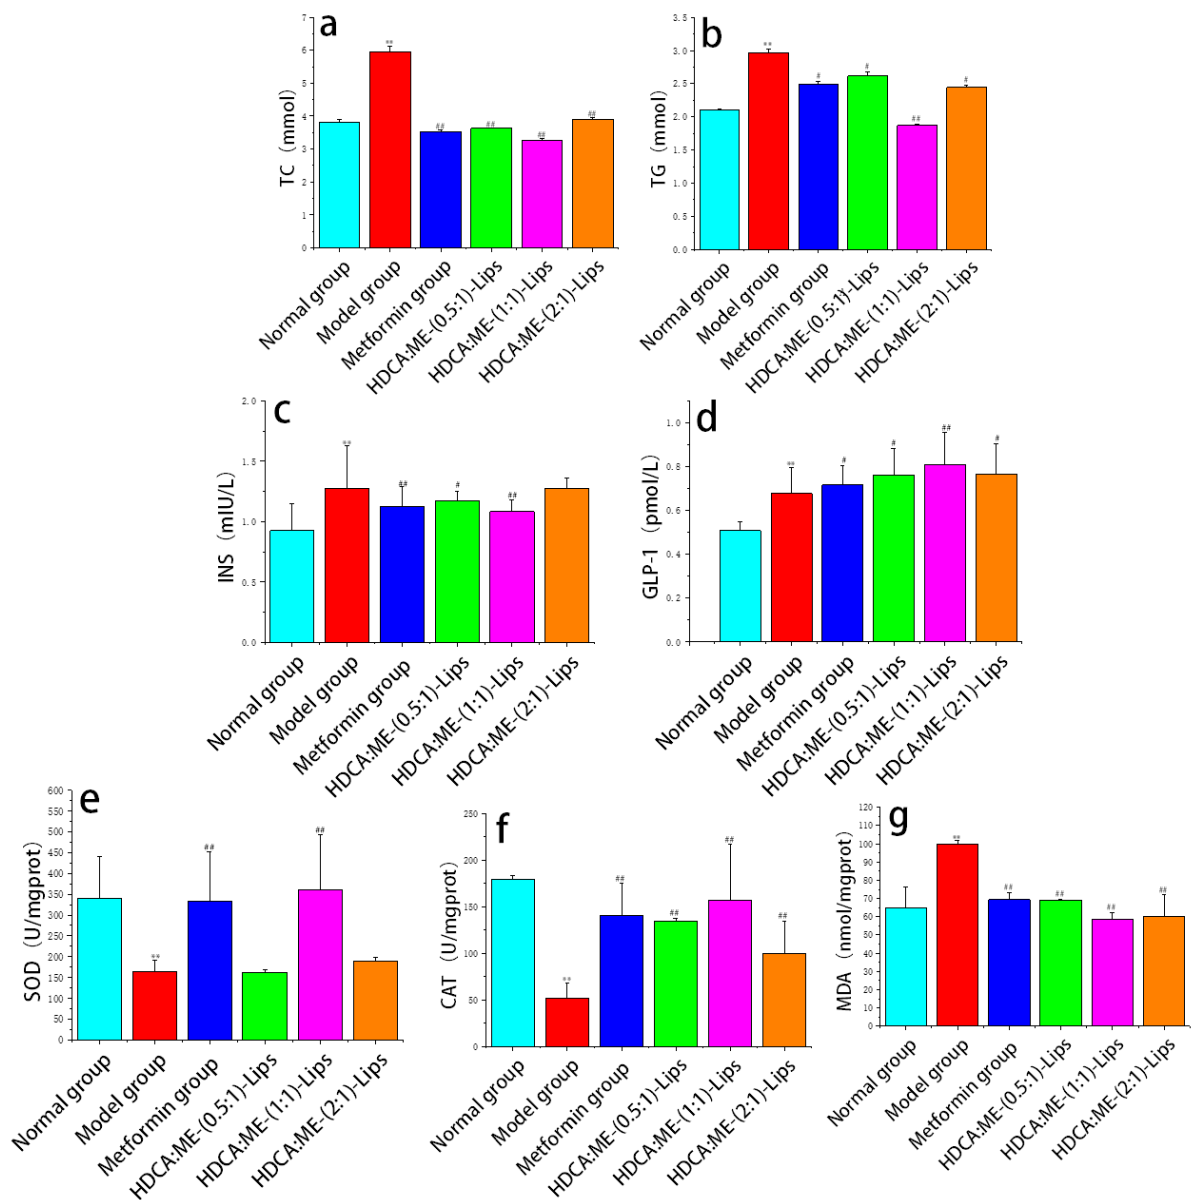 a
TC (mmol)
7
6
5
4
3
2
1
0
**
##
##
##
##
Normal group
Model group
Metformin group
HDCA:ME-(0.5:1)-Lips
HDCA:ME-(1:1)-Lips
HDCA:ME-(2:1)-Lips
b
TG (mmol)
3.5
3.0
2.5
2.0
1.5
1.0
0.5
0.0
**
#
#
##
#
Normal group
Model group
Metformin group
HDCA:ME-(0.5:1)-Lips
HDCA:ME-(1:1)-Lips
HDCA:ME-(2:1)-Lips
c
INS (mIU/L)
2.0
1.5
1.0
0.5
0.0
**
##
#
##
Normal group
Model group
Metformin group
HDCA:ME-(0.5:1)-Lips
HDCA:ME-(1:1)-Lips
HDCA:ME-(2:1)-Lips
d
GLP-1 (pmol/L)
1.0
0.8
0.6
0.4
0.2
0.0
**
#
#
##
#
Normal group
Model group
Metformin group
HDCA:ME-(0.5:1)-Lips
HDCA:ME-(1:1)-Lips
HDCA:ME-(2:1)-Lips
e
SOD (U/mgprot)
600
550
500
450
400
350
300
250
200
150
100
50
0
**
##
##
Normal group
Model group
Metformin group
HDCA:ME-(0.5:1)-Lips
HDCA:ME-(1:1)-Lips
HDCA:ME-(2:1)-Lips
f
CAT (U/mgprot)
250
200
150
100
50
0
**
##
##
##
##
Normal group
Model group
Metformin group
HDCA:ME-(0.5:1)-Lips
HDCA:ME-(1:1)-Lips
HDCA:ME-(2:1)-Lips
g
MDA (nmol/mgprot)
120
110
100
90
80
70
60
50
40
30
20
10
0
**
##
##
##
##
Normal group
Model group
Metformin group
HDCA:ME-(0.5:1)-Lips
HDCA:ME-(1:1)-Lips
HDCA:ME-(2:1)-Lips